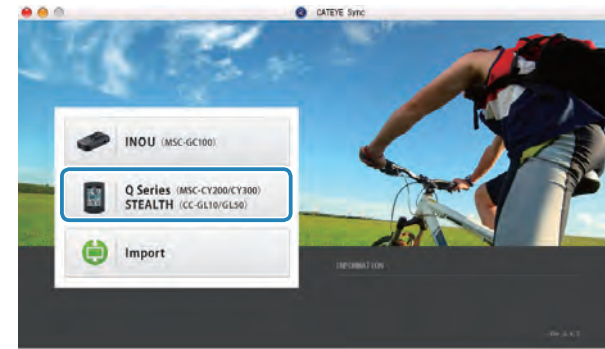 CATEYE Sync
INOU (MSC-GC100)
Q Series (MSC-CY200/CY300)
STEALTH (CC-GL10/GL50)
Import
INFORMATION